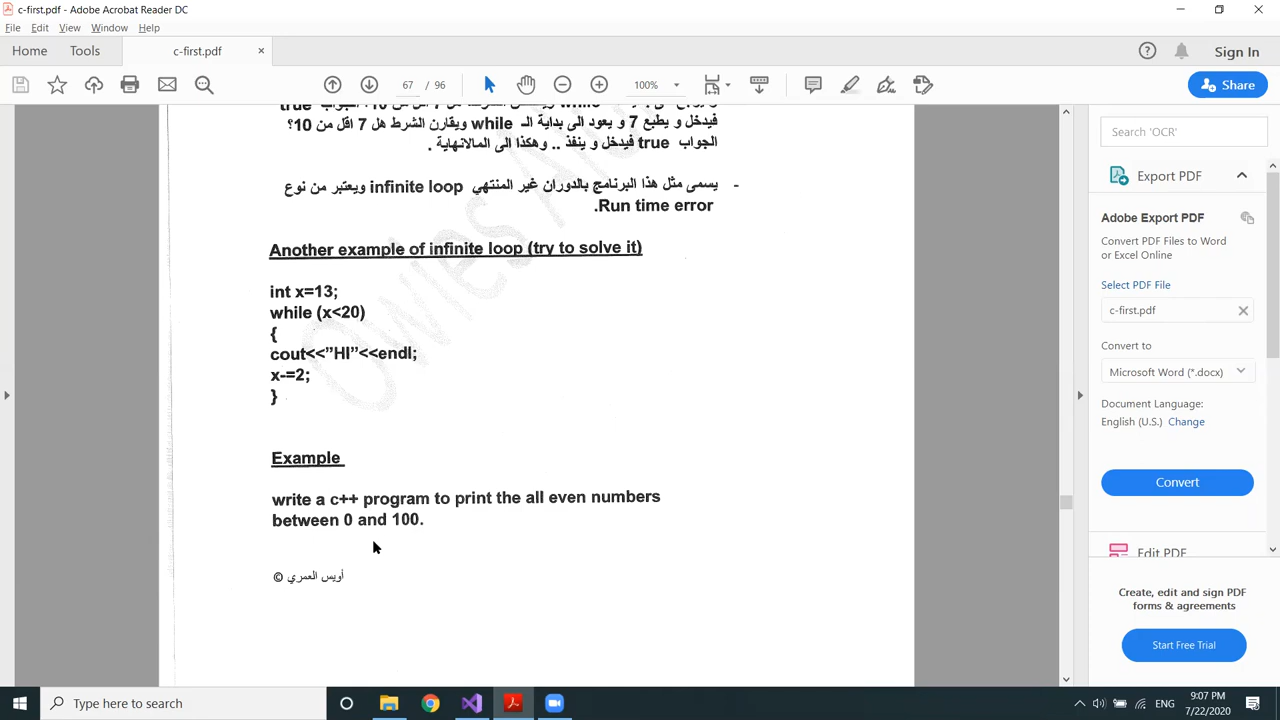 c-first.pdf - Adobe Acrobat Reader DC
File Edit View Window Help
Home Tools c-first.pdf × Sign In
67 / 96 100% Share
true
فيدخل و يطبع 7 و يعود الى بداية الـ while ويقارن الشرط هل 7 اقل من 10؟
الجواب true فيدخل و ينفذ .. وهكذا الى المالانهاية .
- يسمى مثل هذا البرنامج بالدوران غير المنتهي infinite loop ويعتبر من نوع
Run time error.
Another example of infinite loop (try to solve it)
int x=13;
while (x<20)
{
cout<<”HI”<<endl;
x-=2;
}
Example
write a c++ program to print the all even numbers
between 0 and 100.
© أويس العمري
Search 'OCR'
Export PDF
Adobe Export PDF
Convert PDF Files to Word
or Excel Online
Select PDF File
c-first.pdf
Convert to
Microsoft Word (*.docx)
Document Language:
English (U.S.) Change
Convert
Edit PDF
Create, edit and sign PDF
forms & agreements
Start Free Trial
Type here to search
ENG
9:07 PM
7/22/2020